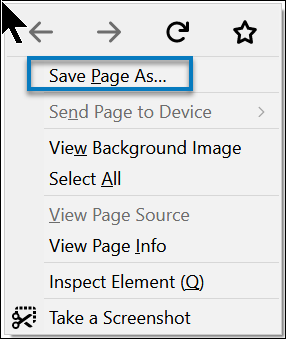 Save Page As...
Send Page to Device
View Background Image
Select All
View Page Source
View Page Info
Inspect Element (Q)
Take a Screenshot